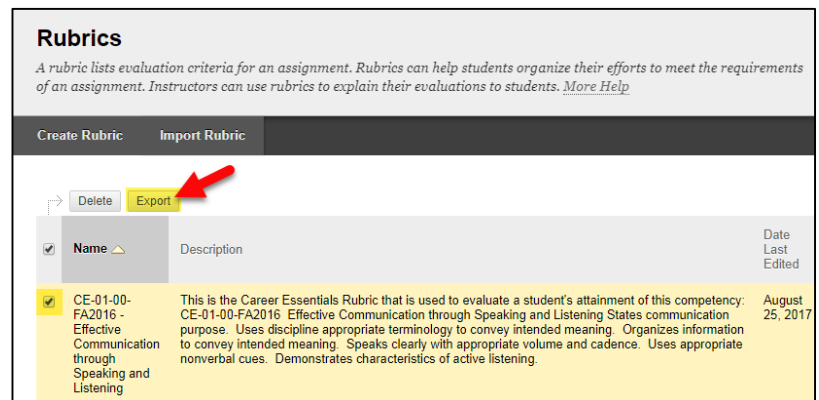 Rubrics
A rubric lists evaluation criteria for an assignment. Rubrics can help students organize their efforts to meet the requirements
of an assignment. Instructors can use rubrics to explain their evaluations to students. More Help
Create Rubric Import Rubric
Delete Export
Name Description Date
Last
Edited
CE-01-00-
FA2016 -
Effective
Communication
through
Speaking and
Listening
This is the Career Essentials Rubric that is used to evaluate a student's attainment of this competency:
CE-01-00-FA2016 Effective Communication through Speaking and Listening States communication
purpose. Uses discipline appropriate terminology to convey intended meaning. Organizes information
to convey intended meaning. Speaks clearly with appropriate volume and cadence. Uses appropriate
nonverbal cues. Demonstrates characteristics of active listening.
August
25, 2017